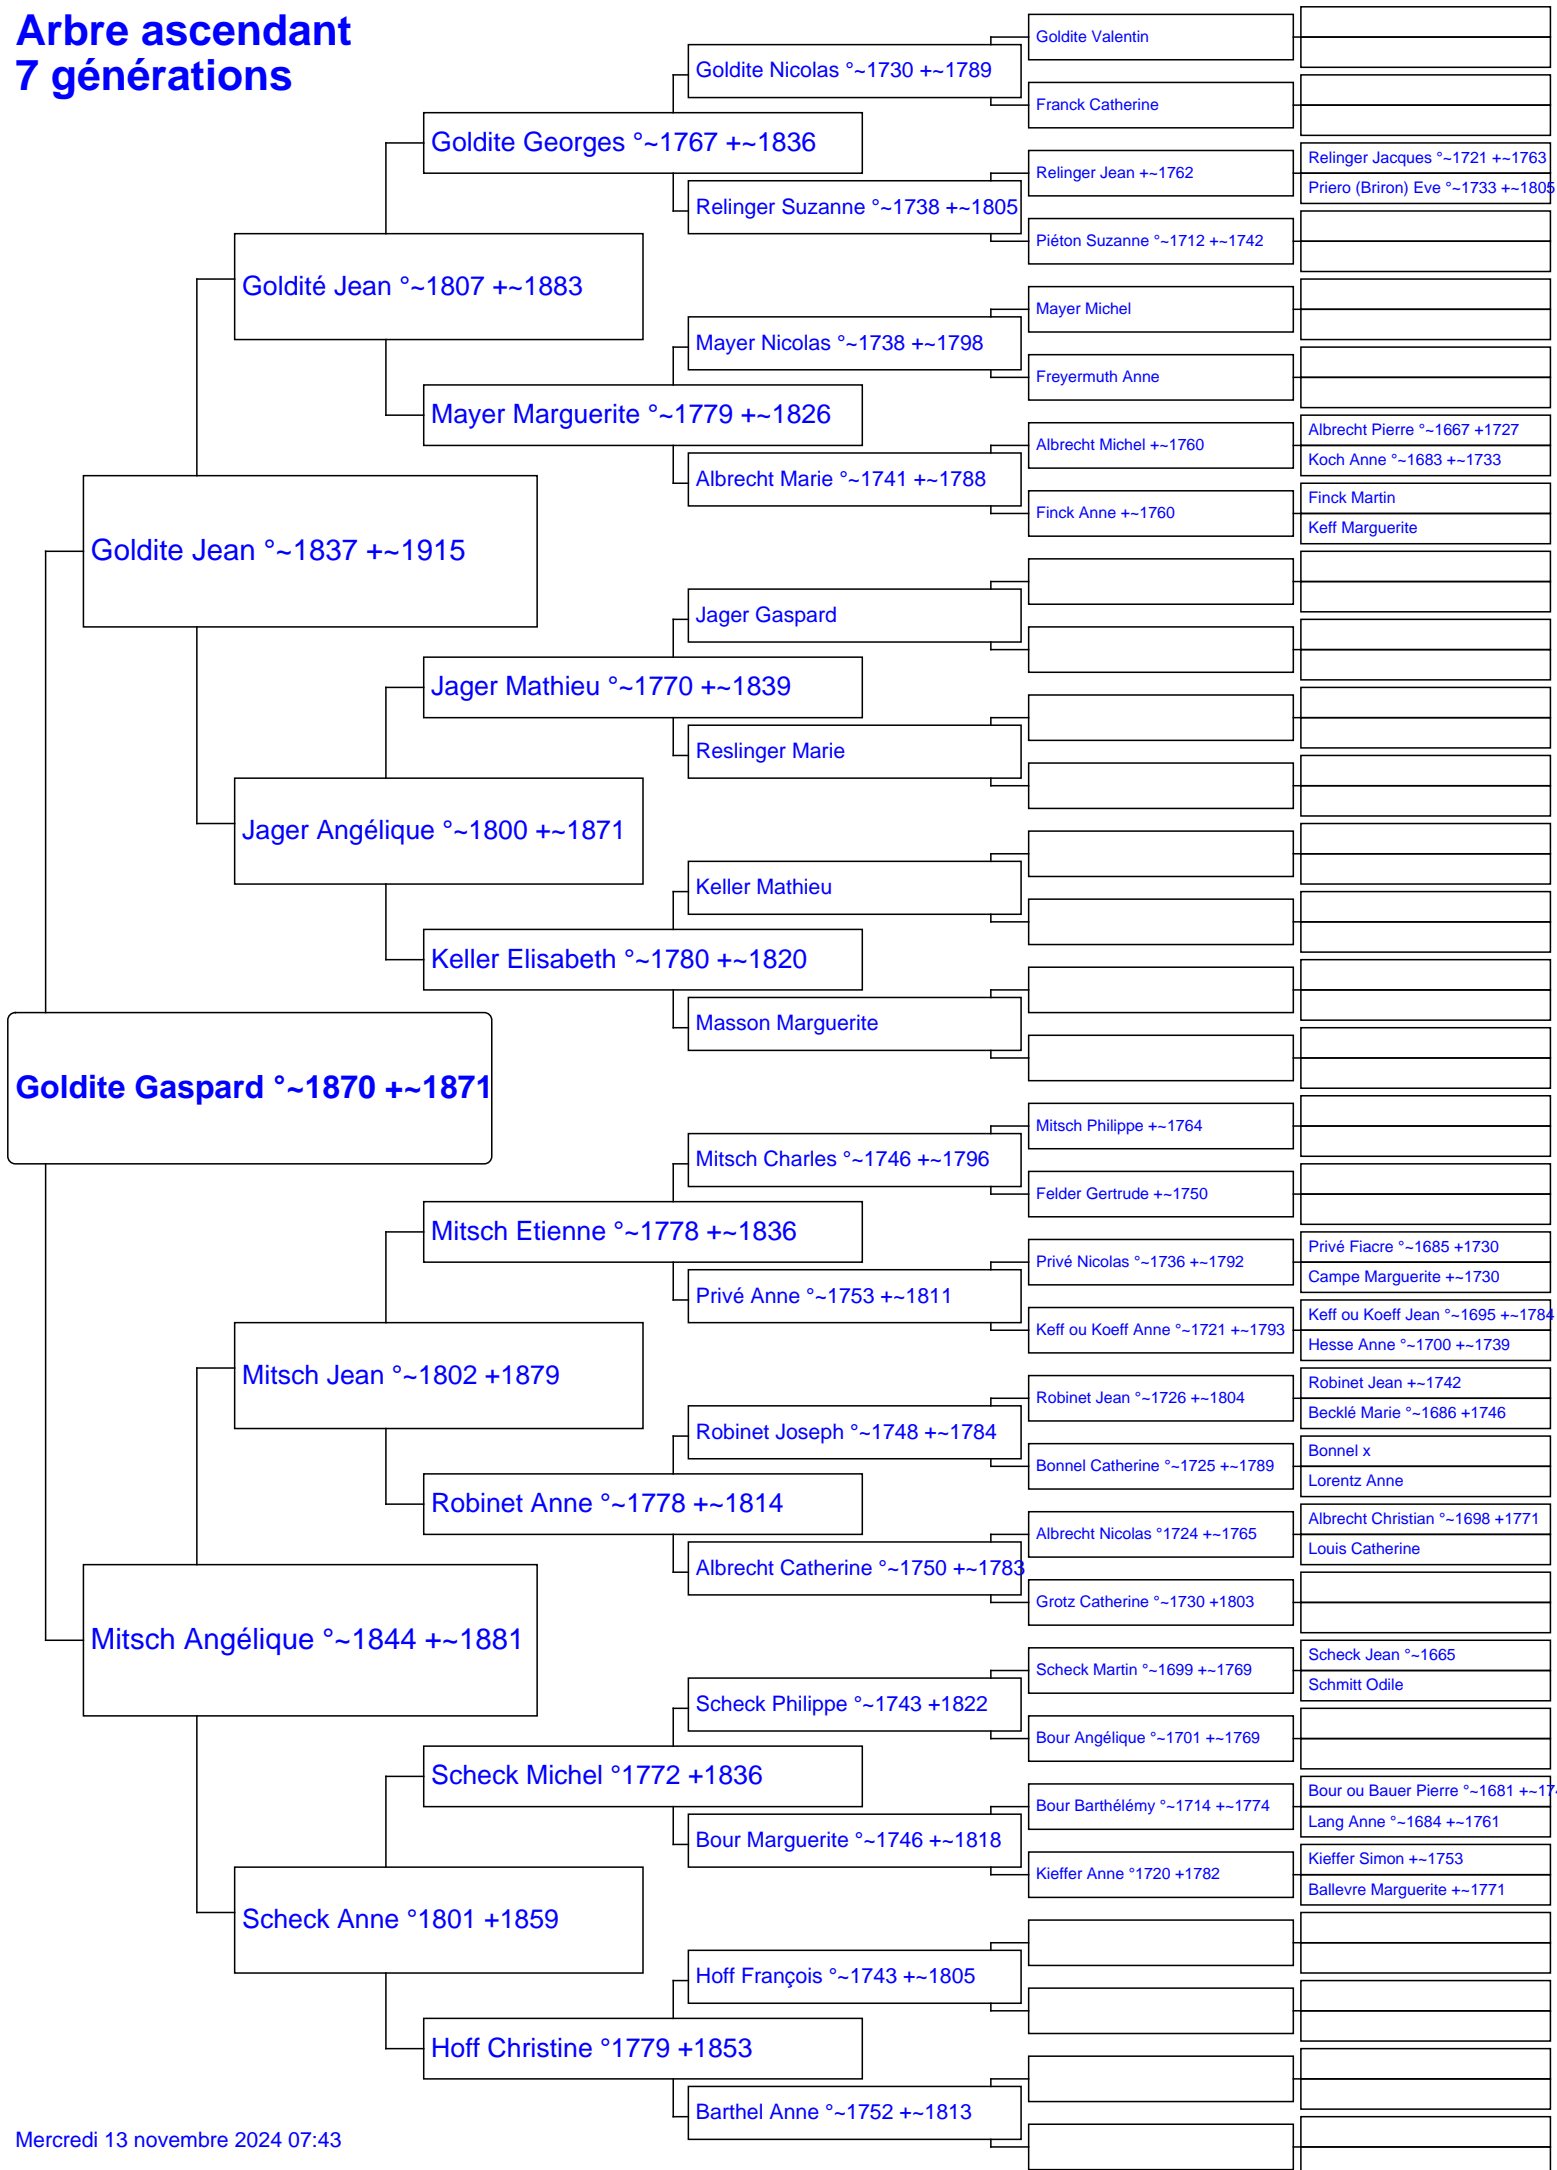 Arbre ascendant
7 générations
Goldite Valentin
Goldite Nicolas °~1730 +~1789
Franck Catherine
Goldite Georges °~1767 +~1836
Relinger Jacques °~1721 +~1763
Relinger Jean +~1762
Priero (Briron) Eve °~1733 +~1805
Relinger Suzanne °~1738 +~1805
Piéton Suzanne °~1712 +~1742
Goldité Jean °~1807 +~1883
Mayer Michel
Mayer Nicolas °~1738 +~1798
Freyermuth Anne
Mayer Marguerite °~1779 +~1826
Albrecht Pierre °~1667 +1727
Albrecht Michel +~1760
Koch Anne °~1683 +~1733
Albrecht Marie °~1741 +~1788
Finck Martin
Finck Anne +~1760
Keff Marguerite
Goldite Jean °~1837 +~1915
Jager Gaspard
Jager Mathieu °~1770 +~1839
Reslinger Marie
Jager Angélique °~1800 +~1871
Keller Mathieu
Keller Elisabeth °~1780 +~1820
Masson Marguerite
Goldite Gaspard °~1870 +~1871
Mitsch Philippe +~1764
Mitsch Charles °~1746 +~1796
Felder Gertrude +~1750
Mitsch Etienne °~1778 +~1836
Privé Fiacre °~1685 +1730
Privé Nicolas °~1736 +~1792
Campe Marguerite +~1730
Privé Anne °~1753 +~1811
Keff ou Koeff Jean °~1695 +~1784
Keff ou Koeff Anne °~1721 +~1793
Hesse Anne °~1700 +~1739
Mitsch Jean °~1802 +1879
Robinet Jean +~1742
Robinet Jean °~1726 +~1804
Becklé Marie °~1686 +1746
Robinet Joseph °~1748 +~1784
Bonnel x
Bonnel Catherine °~1725 +~1789
Lorentz Anne
Robinet Anne °~1778 +~1814
Albrecht Christian °~1698 +1771
Albrecht Nicolas °1724 +~1765
Louis Catherine
Albrecht Catherine °~1750 +~1783
Grotz Catherine °~1730 +1803
Mitsch Angélique °~1844 +~1881
Scheck Jean °~1665
Scheck Martin °~1699 +~1769
Schmitt Odile
Scheck Philippe °~1743 +1822
Bour Angélique °~1701 +~1769
Scheck Michel °1772 +1836
Bour ou Bauer Pierre °~1681
Bour Barthélémy °~1714 +~1774
Lang Anne °~1684 +~1761
Bour Marguerite °~1746 +~1818
Kieffer Simon +~1753
Kieffer Anne °1720 +1782
Ballevre Marguerite +~1771
Scheck Anne °1801 +1859
Hoff François °~1743 +~1805
Hoff Christine °1779 +1853
Barthel Anne °~1752 +~1813
Mercredi 13 novembre 2024 07:43